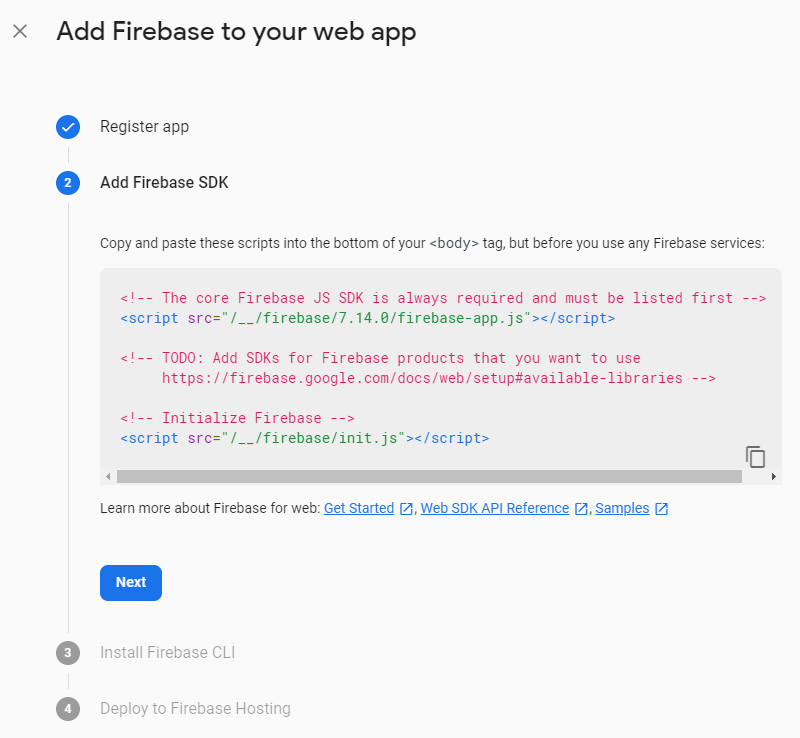 Add Firebase to your web app
Register app
2 Add Firebase SDK
Copy and paste these scripts into the bottom of your <body> tag, but before you use any Firebase services:
<!-- The core Firebase JS SDK is always required and must be listed first -->
<script src="/__/firebase/7.14.0/firebase-app.js"></script>
<!-- TODO: Add SDKs for Firebase products that you want to use
https://firebase.google.com/docs/web/setup#available-libraries -->
<!-- Initialize Firebase -->
<script src="/__/firebase/init.js"></script>
Learn more about Firebase for web: Get Started , Web SDK API Reference , Samples
Next
3 Install Firebase CLI
4 Deploy to Firebase Hosting